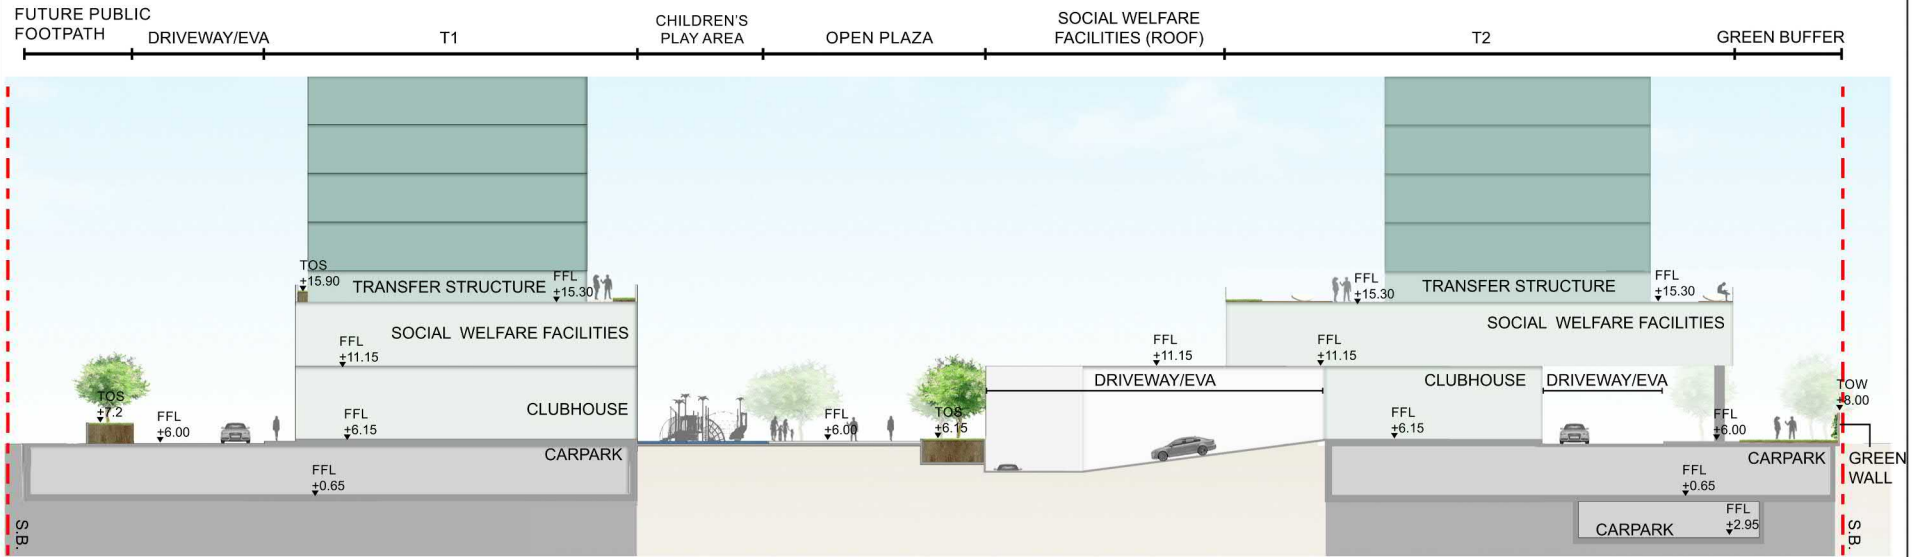 FUTURE PUBLIC
FOOTPATH
DRIVEWAY/EVA
T1
CHILDREN'S
PLAY AREA
OPEN PLAZA
SOCIAL WELFARE
FACILITIES (ROOF)
T2
GREEN BUFFER
TOS
+15.90
TRANSFER STRUCTURE
FFL
+15.30
FFL
+15.30
TRANSFER STRUCTURE
FFL
+15.30
SOCIAL WELFARE FACILITIES
SOCIAL WELFARE FACILITIES
FFL
+11.15
FFL
+11.15
FFL
+11.15
DRIVEWAY/EVA
CLUBHOUSE
DRIVEWAY/EVA
TOS
+7.2
FFL
+6.00
FFL
+6.15
CLUBHOUSE
FFL
+6.00
TOS
+6.15
FFL
+6.15
FFL
+6.00
TOW
+8.00
CARPARK
FFL
+0.65
CARPARK
FFL
+0.65
GREEN
WALL
CARPARK
FFL
+2.95
S.B.
S.B.